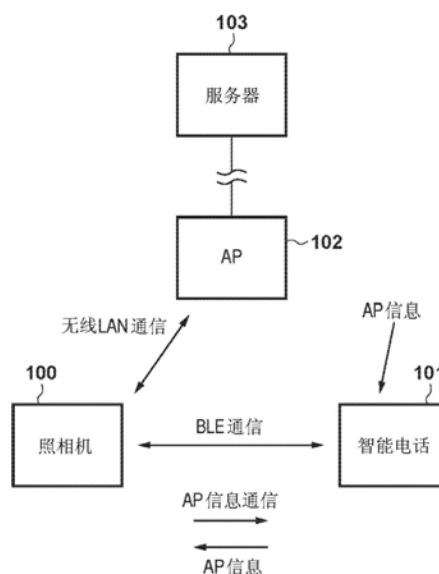 103
服务器
AP
102
无线LAN通信
AP信息
100
101
照相机
BLE通信
智能电话
AP信息通信
AP信息